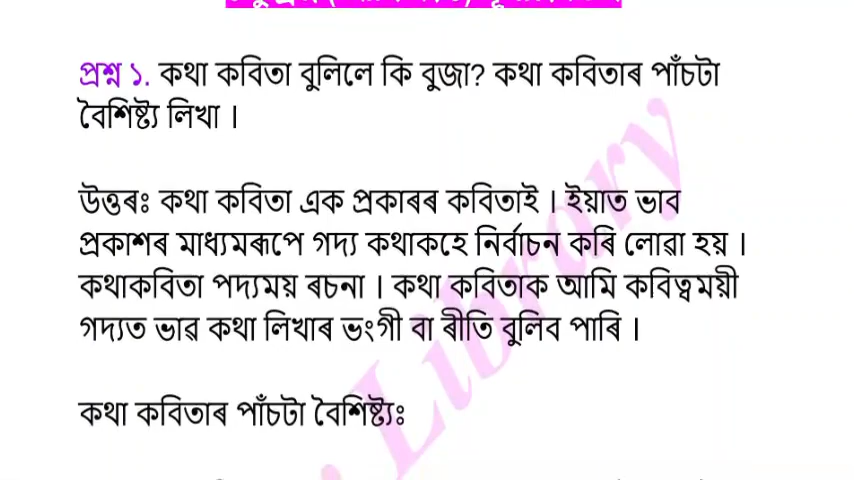 প্ৰশ্ন ১. কথা কবিতা বুলিলে কি বুজা? কথা কবিতাৰ পাঁচটা
বৈশিষ্ট্য লিখা ।
উত্তৰঃ কথা কবিতা এক প্ৰকাৰৰ কবিতাই । ইয়াত ভাব
প্ৰকাশৰ মাধ্যমৰূপে গদ্য কথাকহে নিৰ্বাচন কৰি লোৱা হয় ।
কথাকবিতা পদ্যময় ৰচনা । কথা কবিতাক আমি কবিত্বময়ী
গদ্যত ভাৱ কথা লিখাৰ ভংগী বা ৰীতি বুলিব পাৰি ।
কথা কবিতাৰ পাঁচটা বৈশিষ্ট্যঃ
Library